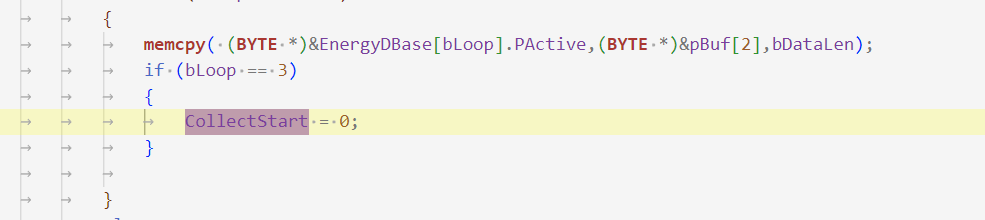 {
memcpy( (BYTE *)&EnergyDBase[bLoop].PActive,(BYTE *)&pBuf[2],bDataLen);
if (bLoop == 3)
{
CollectStart = 0;
}
}